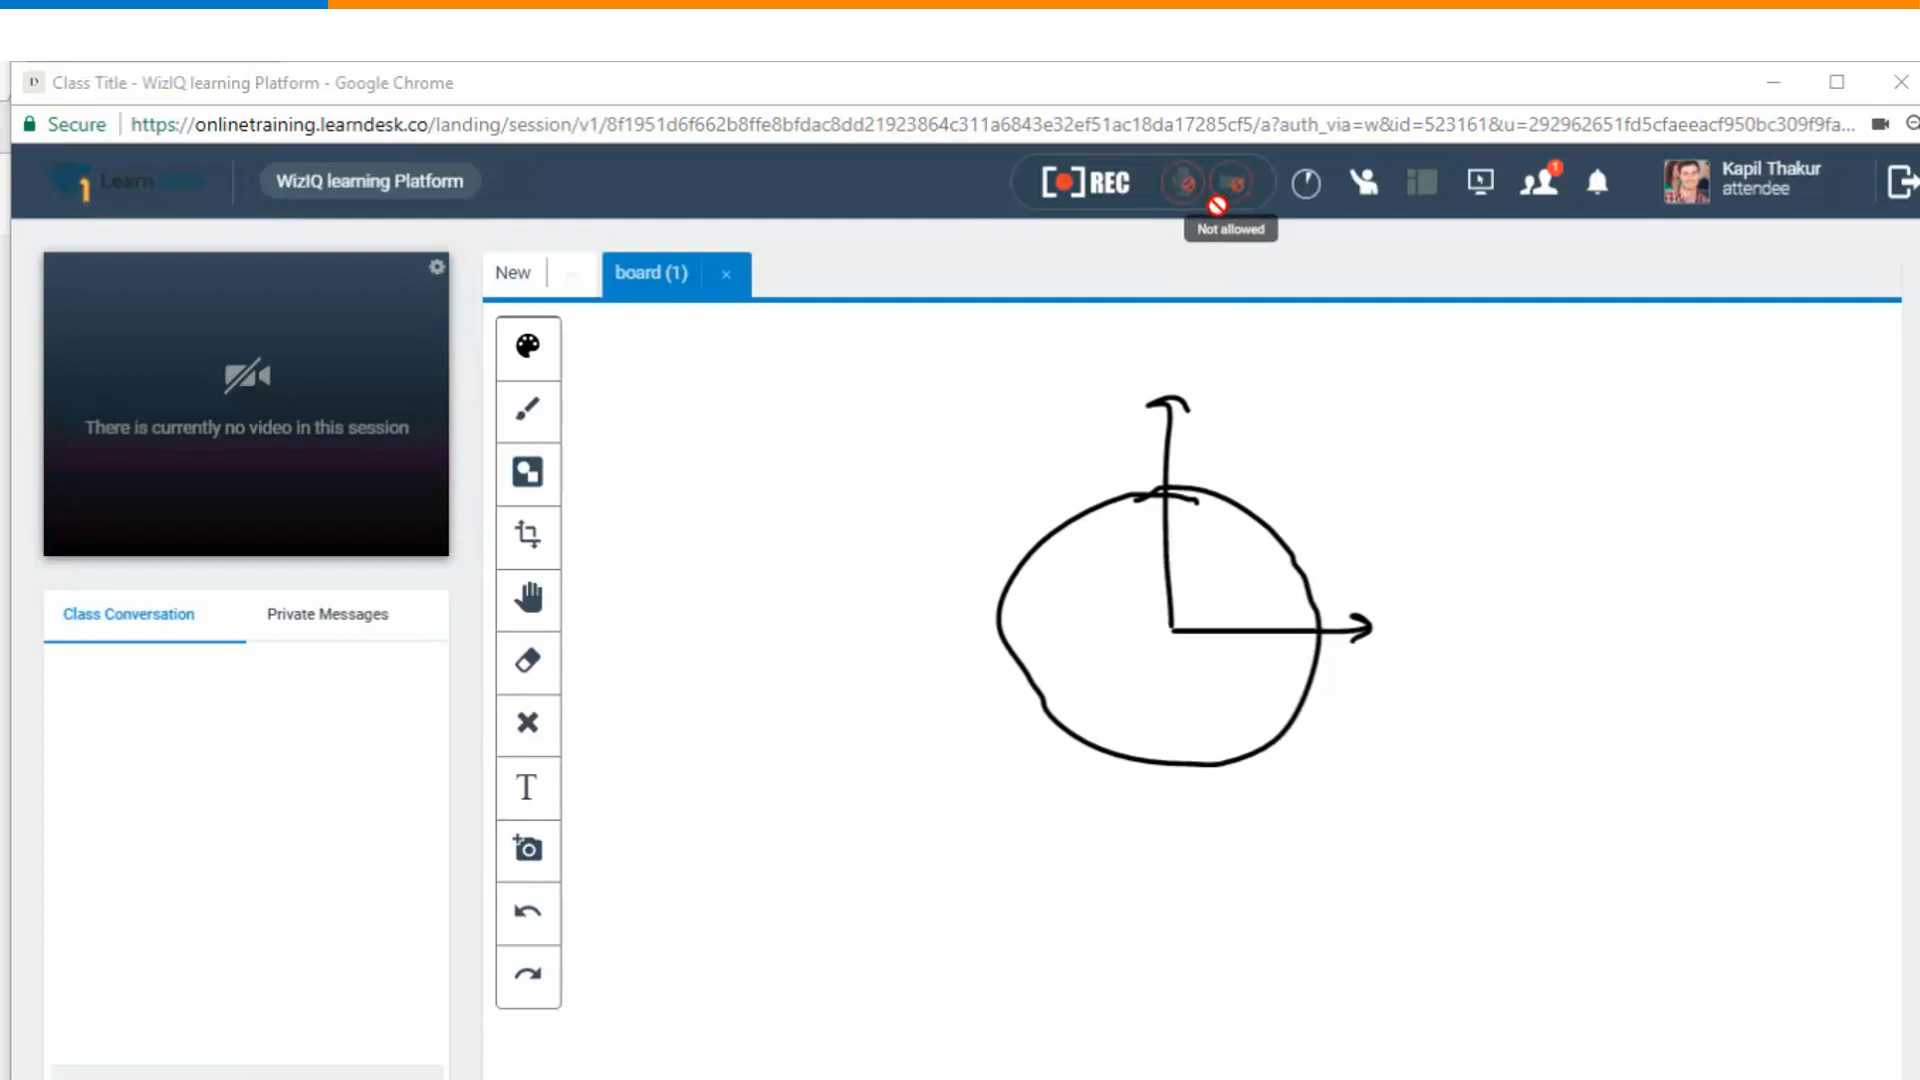 Class Title - WizIQ learning Platform - Google Chrome
Secure https://onlinetraining.learndesk.co/landing/session/v1/8f1951d6f662b8ffe8bfdac8dd21923864c311a6843e32ef51ac18da17285cf5/a?auth_via=w&id=523161&u=292962651fd5cfaeeacf950bc309f9fa...
Learn
WizIQ learning Platform
[ ] REC
1
Kapil Thakur
attendee
Not allowed
New
board (1)
There is currently no video in this session
Class Conversation
Private Messages
T